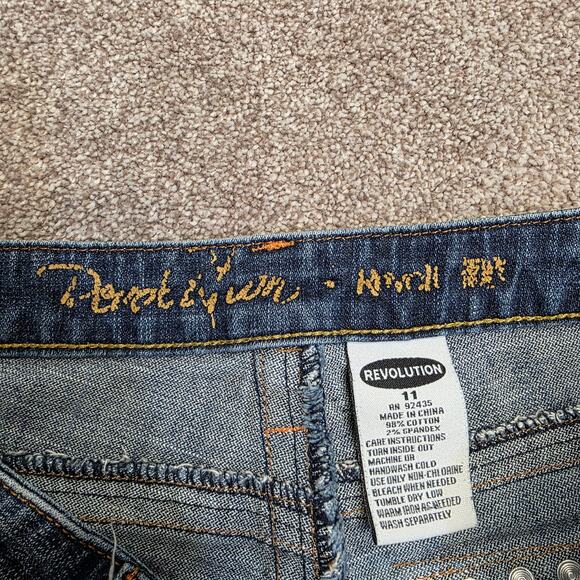 REVOLUTION
11
RN 92435
MADE IN CHINA
98% COTTON
2% SPANDEX
CARE INSTRUCTIONS
TURN INSIDE OUT
MACHINE OR
HANDWASH COLD
USE ONLY NON-CHLORINE
BLEACH WHEN NEEDED
TUMBLE DRY LOW
WARM IRON AS NEEDED
WASH SEPARATELY